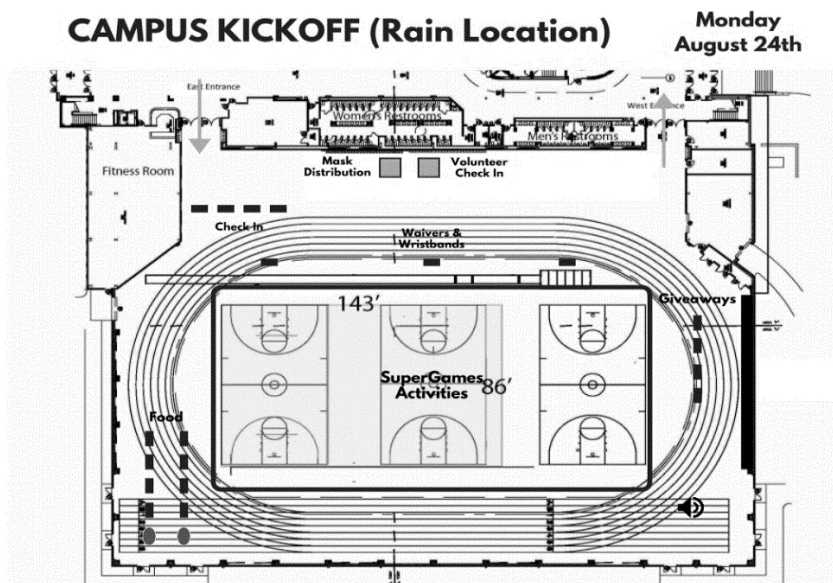 CAMPUS KICKOFF (Rain Location)
Monday
August 24th
East Entrance
West Entrance
Women's Restrooms
Men's Restrooms
Mask
Distribution
Volunteer
Check In
Fitness Room
Check In
Waivers &
Wristbands
Giveaways
143'
SuperGames
Activities
86'
Food